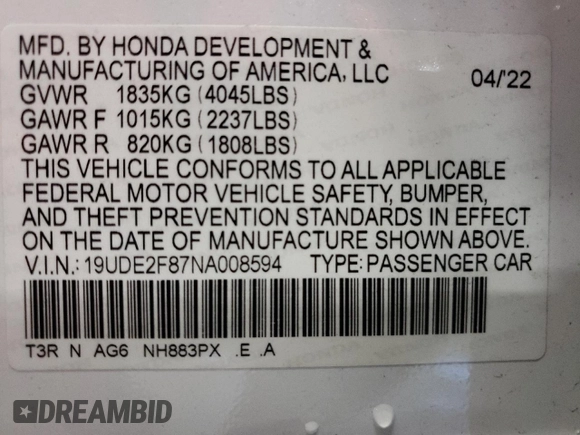 MFD. BY HONDA DEVELOPMENT &
MANUFACTURING OF AMERICA, LLC 04/'22
GVWR 1835KG (4045LBS)
GAWR F 1015KG (2237LBS)
GAWR R 820KG (1808LBS)
THIS VEHICLE CONFORMS TO ALL APPLICABLE
FEDERAL MOTOR VEHICLE SAFETY, BUMPER,
AND THEFT PREVENTION STANDARDS IN EFFECT
ON THE DATE OF MANUFACTURE SHOWN ABOVE.
V.I.N.: 19UDE2F87NA008594 TYPE: PASSENGER CAR
T3R N AG6 NH883PX .E .A
DREAMBID